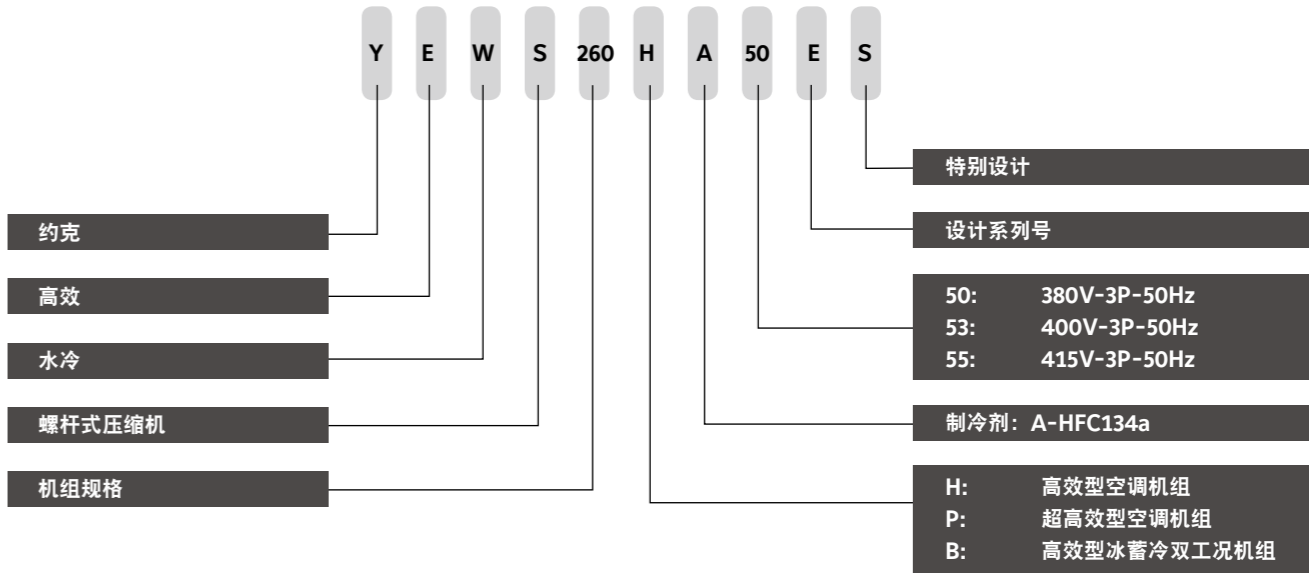 Y E W S 260 H A 50 E S
约克
高效
水冷
螺杆式压缩机
机组规格
特别设计
设计系列号
50: 380V-3P-50Hz
53: 400V-3P-50Hz
55: 415V-3P-50Hz
制冷剂：A-HFC134a
H: 高效型空调机组
P: 超高效型空调机组
B: 高效型冰蓄冷双工况机组